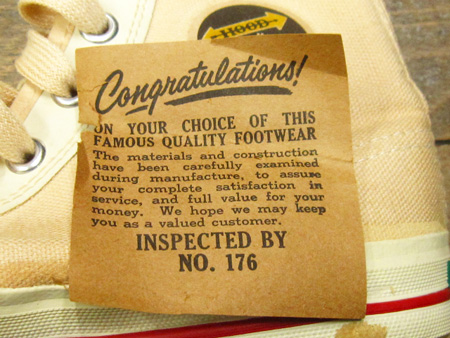 HOOD
Congratulations!
ON YOUR CHOICE OF THIS
FAMOUS QUALITY FOOTWEAR
The materials and construction
have been carefully examined
during manufacture, to assure
your complete satisfaction in
service, and full value for your
money. We hope we may keep
you as a valued customer.
INSPECTED BY
NO. 176